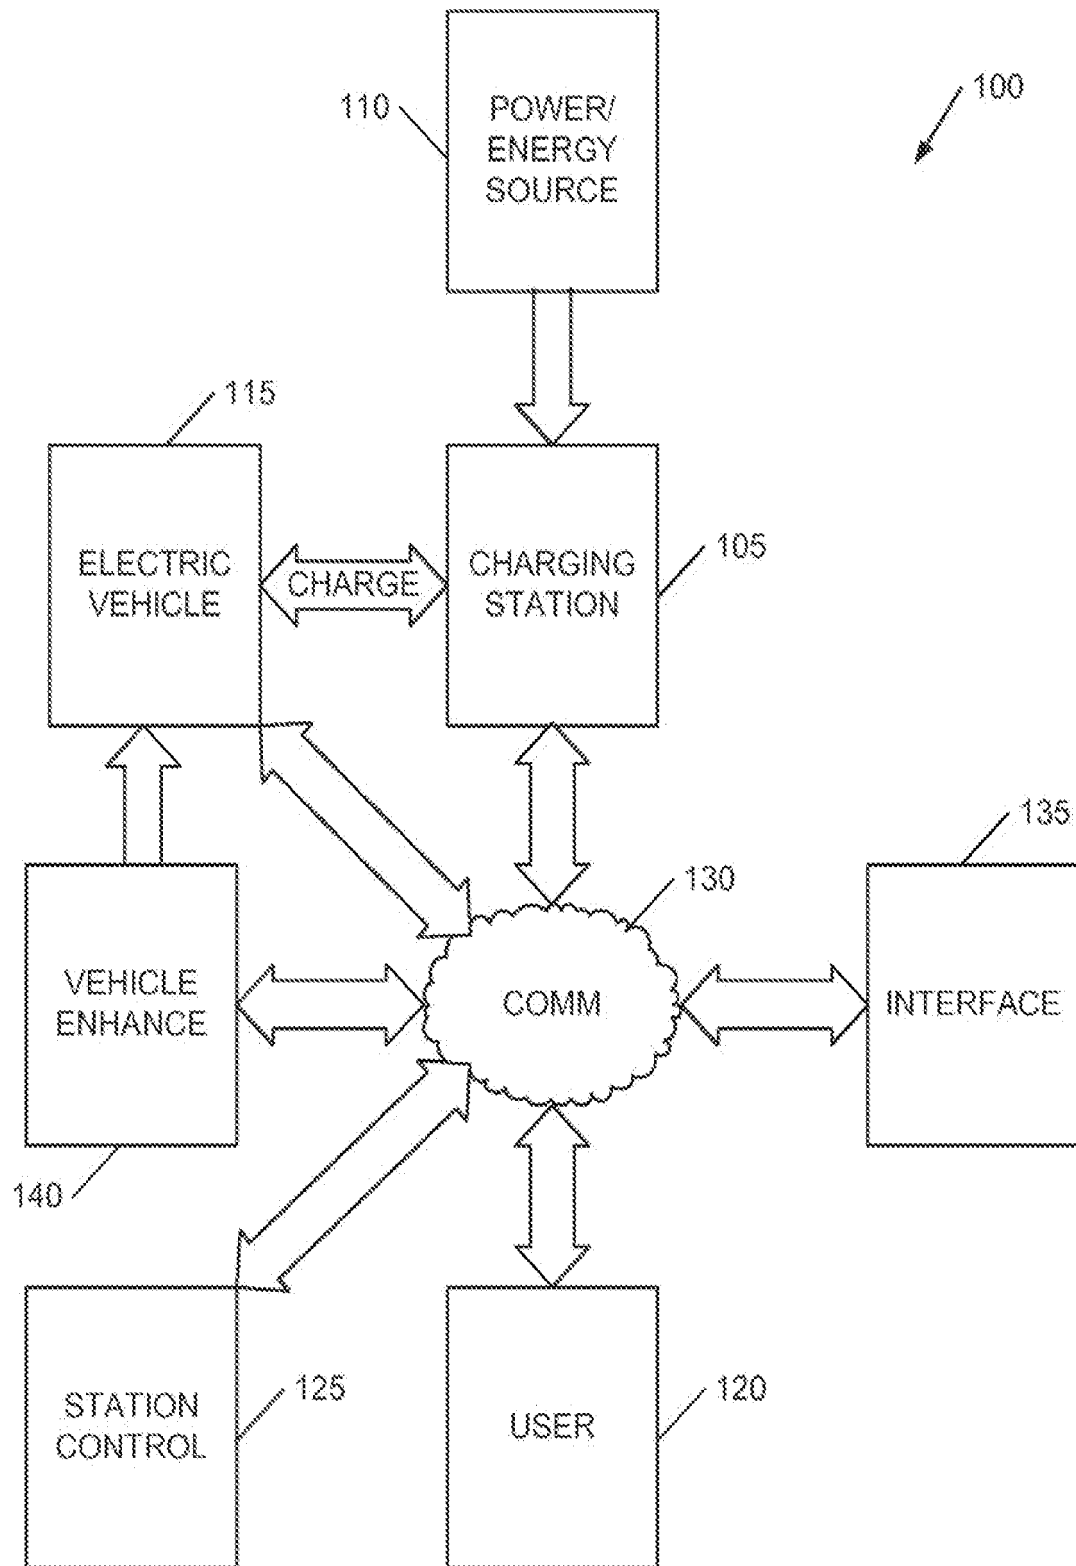 100
110
POWER/
ENERGY
SOURCE
115
105
ELECTRIC
VEHICLE
CHARGE
CHARGING
STATION
135
130
VEHICLE
ENHANCE
COMM
INTERFACE
140
125
120
STATION
CONTROL
USER